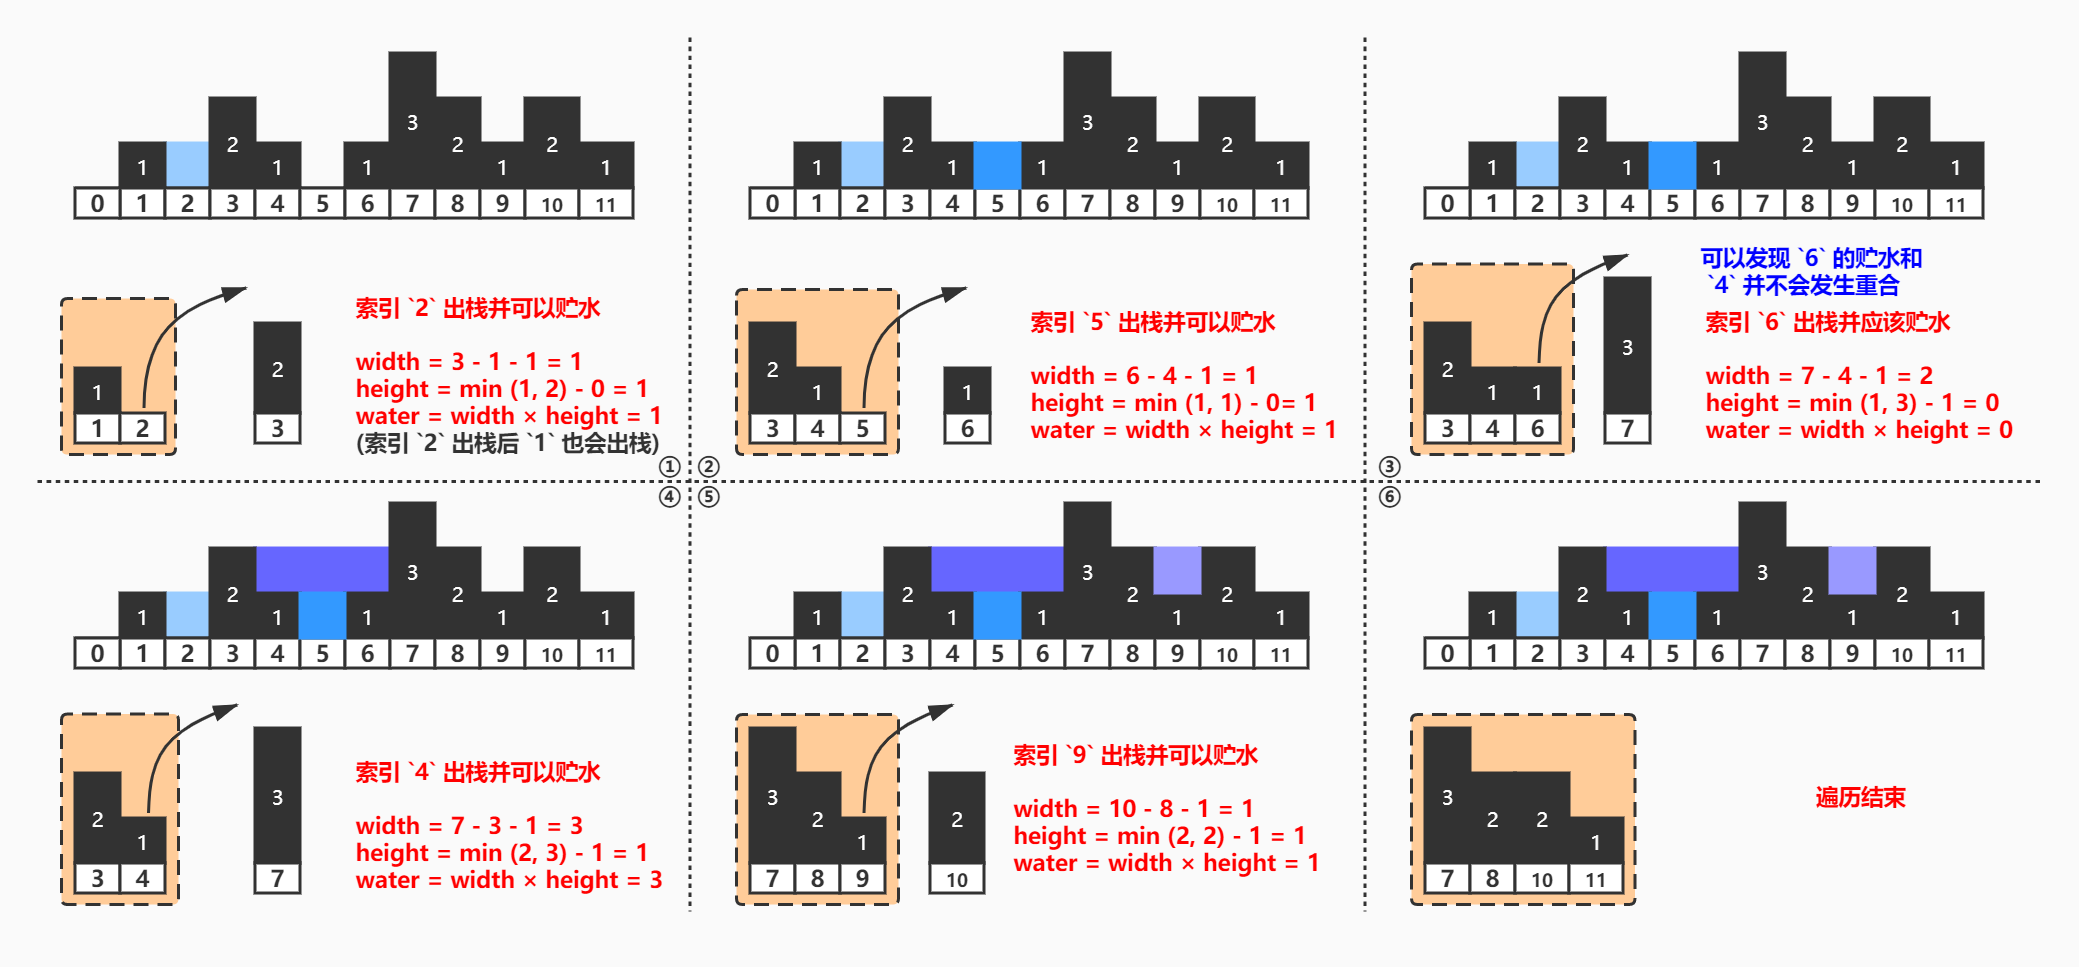 3
2
2
2
1
1
1
1
1
0 1 2 3 4 5 6 7 8 9 10 11
1
1 2
2
3
索引 `2` 出栈并可以贮水
width = 3 - 1 - 1 = 1
height = min (1, 2) - 0 = 1
water = width × height = 1
(索引 `2` 出栈后 `1` 也会出栈)
①
3
2
2
2
1
1
1
1
1
0 1 2 3 4 5 6 7 8 9 10 11
2
1
3 4 5
1
6
索引 `5` 出栈并可以贮水
width = 6 - 4 - 1 = 1
height = min (1, 1) - 0= 1
water = width × height = 1
②
3
2
2
2
1
1
1
1
1
0 1 2 3 4 5 6 7 8 9 10 11
2
1 1
3 4 6
3
7
可以发现 `6` 的贮水和
`4` 并不会发生重合
索引 `6` 出栈并应该贮水
width = 7 - 4 - 1 = 2
height = min (1, 3) - 1 = 0
water = width × height = 0
③
④
3
2
2
2
1
1
1
1
1
0 1 2 3 4 5 6 7 8 9 10 11
2
1
3 4
3
7
索引 `4` 出栈并可以贮水
width = 7 - 3 - 1 = 3
height = min (2, 3) - 1 = 1
water = width × height = 3
⑤
3
2
2
2
1
1
1
1
1
0 1 2 3 4 5 6 7 8 9 10 11
3
2
1
7 8 9
2
10
索引 `9` 出栈并可以贮水
width = 10 - 8 - 1 = 1
height = min (2, 2) - 1 = 1
water = width × height = 1
⑥
3
2
2
2
1
1
1
1
1
0 1 2 3 4 5 6 7 8 9 10 11
3
2 2
1
7 8 10 11
遍历结束